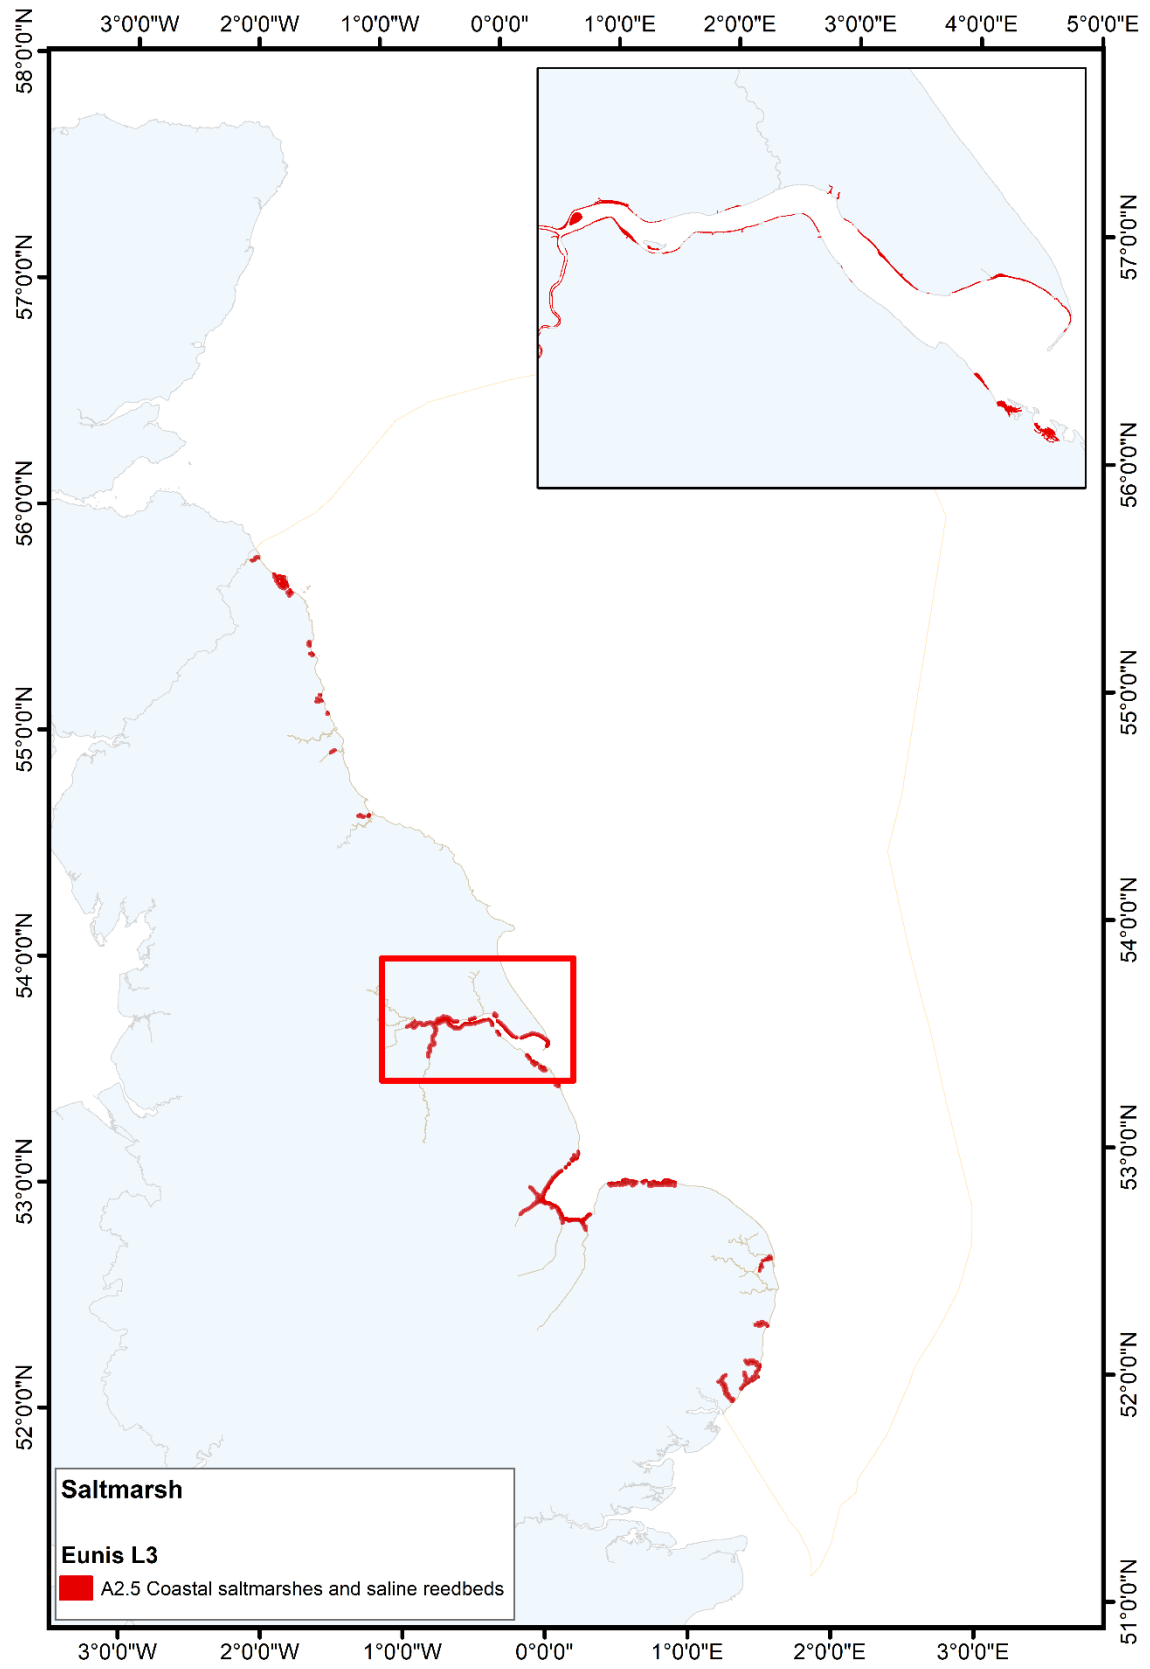 3°0'0"W 2°0'0"W 1°0'0"W 0°0'0" 1°0'0"E 2°0'0"E 3°0'0"E 4°0'0"E 5°0'0"E
58°0'0"N
57°0'0"N
56°0'0"N
55°0'0"N
54°0'0"N
53°0'0"N
52°0'0"N
57°0'0"N
56°0'0"N
55°0'0"N
54°0'0"N
53°0'0"N
52°0'0"N
51°0'0"N
Saltmarsh
Eunis L3
A2.5 Coastal saltmarshes and saline reedbeds
3°0'0"W 2°0'0"W 1°0'0"W 0°0'0" 1°0'0"E 2°0'0"E 3°0'0"E